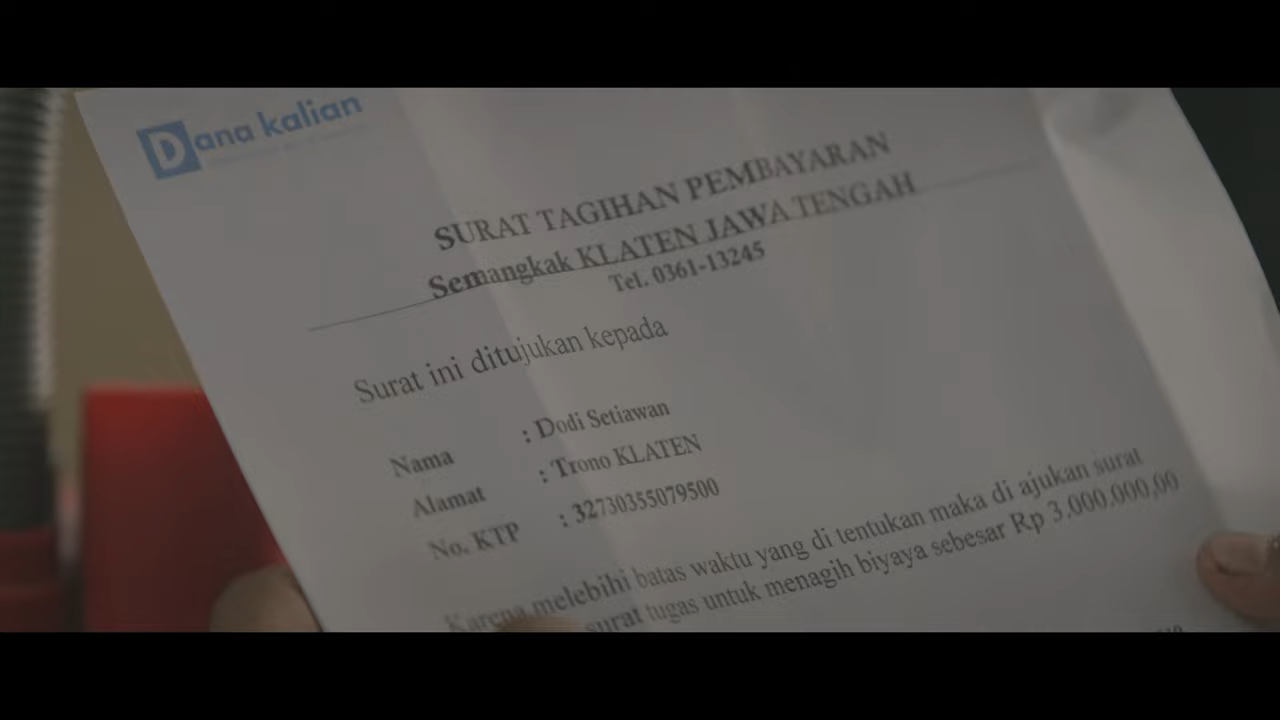 Dana kalian
SURAT TAGIHAN PEMBAYARAN
Semangkak KLATEN JAWA TENGAH
Tel. 0361-13245
Surat ini ditujukan kepada
Nama : Dodi Setiawan
Alamat : Trono KLATEN
No. KTP : 32730355079500
Karena melebihi batas waktu yang di tentukan maka di ajukan surat
surat tugas untuk menagih biyaya sebesar Rp 3.000.000,00